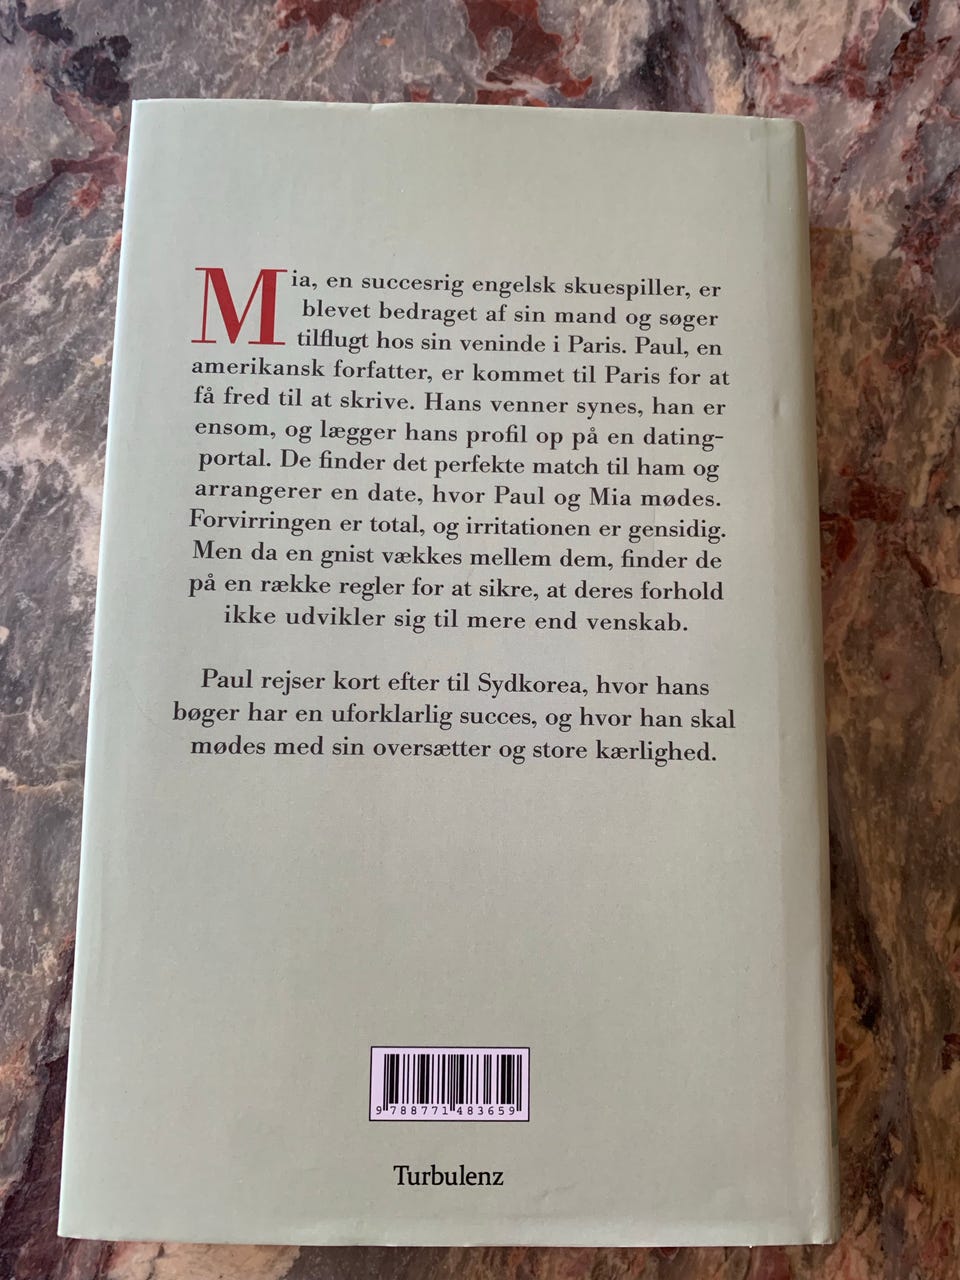 Mia, en succesrig engelsk skuespiller, er
blevet bedraget af sin mand og søger
tilflugt hos sin veninde i Paris. Paul, en
amerikansk forfatter, er kommet til Paris for at
få fred til at skrive. Hans venner synes, han er
ensom, og lægger hans profil op på en dating-
portal. De finder det perfekte match til ham og
arrangerer en date, hvor Paul og Mia mødes.
Forvirringen er total, og irritationen er gensidig.
Men da en gnist vækkes mellem dem, finder de
på en række regler for at sikre, at deres forhold
ikke udvikler sig til mere end venskab.
Paul rejser kort efter til Sydkorea, hvor hans
bøger har en uforklarlig succes, og hvor han skal
mødes med sin oversætter og store kærlighed.
9 788771 483659
Turbulenz